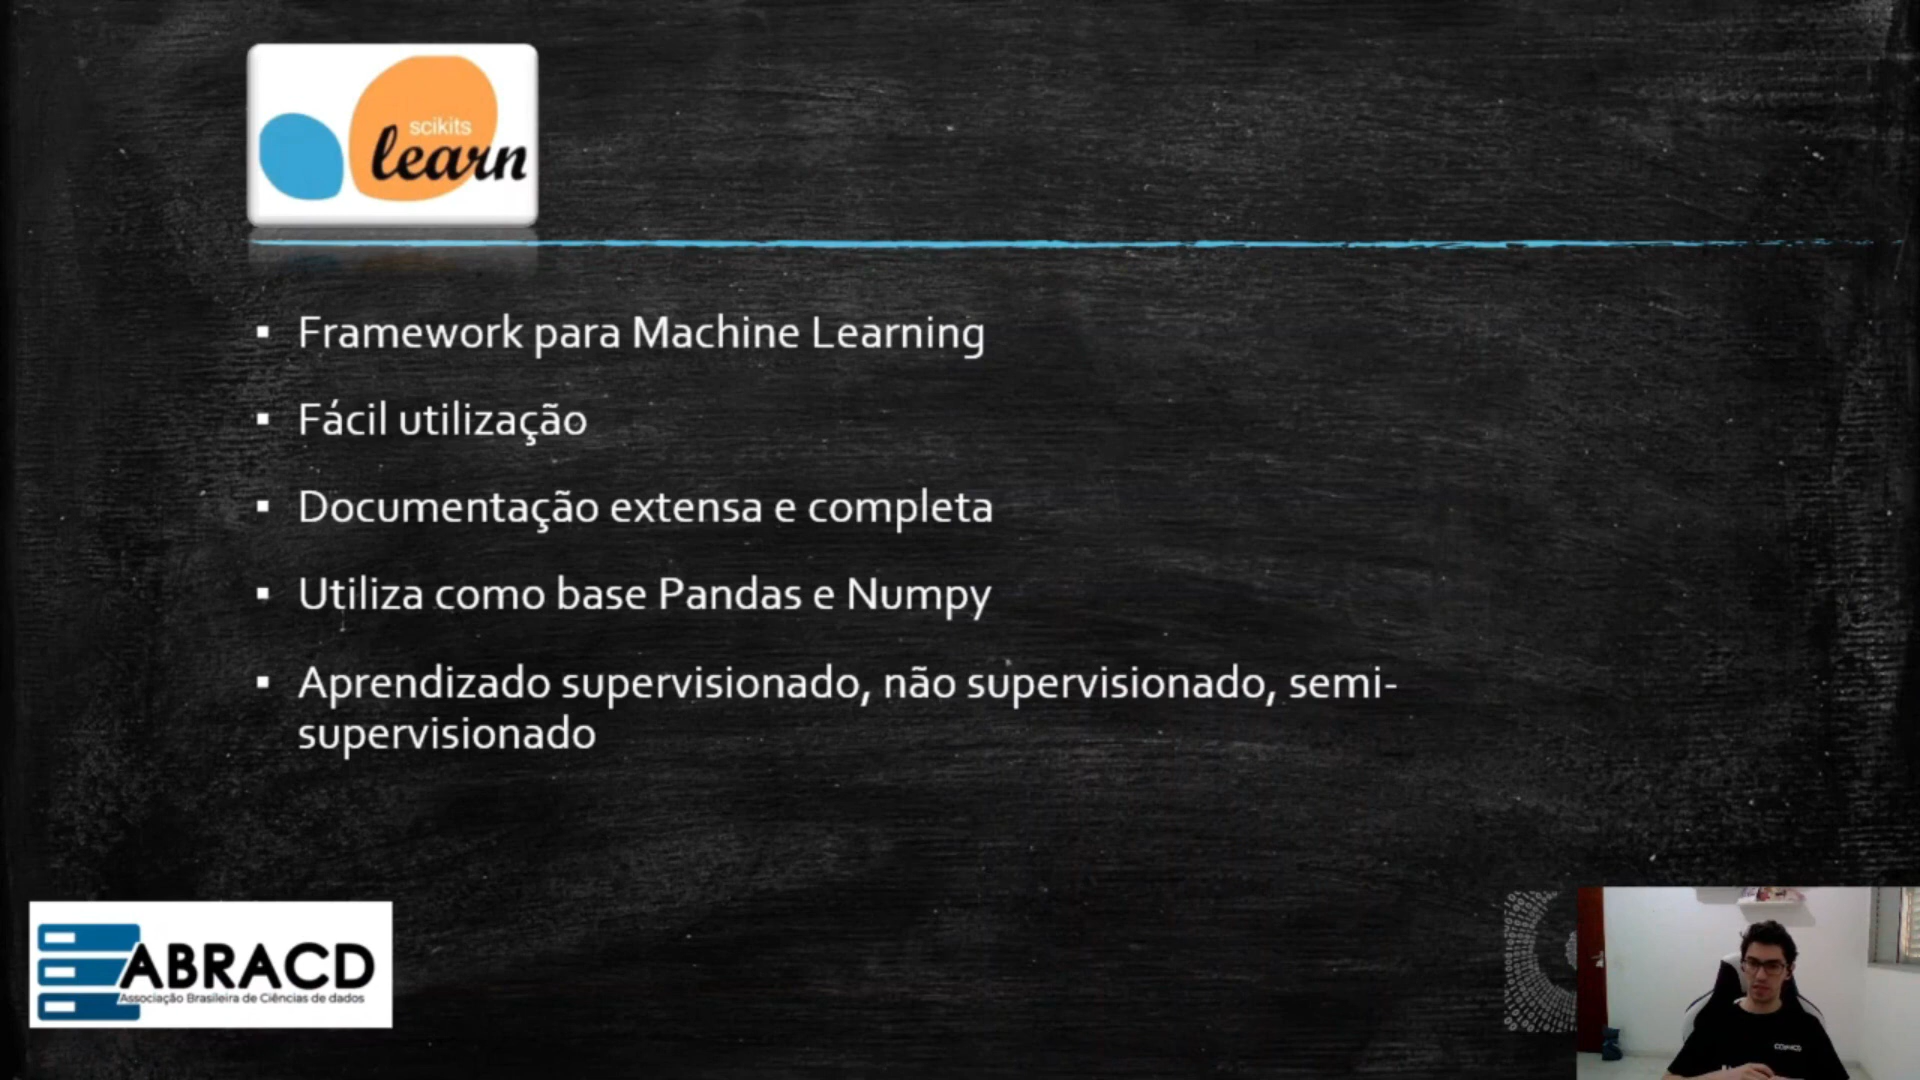 scikits
learn
Framework para Machine Learning
Fácil utilização
Documentação extensa e completa
Utiliza como base Pandas e Numpy
Aprendizado supervisionado, não supervisionado, semi-
supervisionado
ABRACD
Associação Brasileira de Ciências de dados